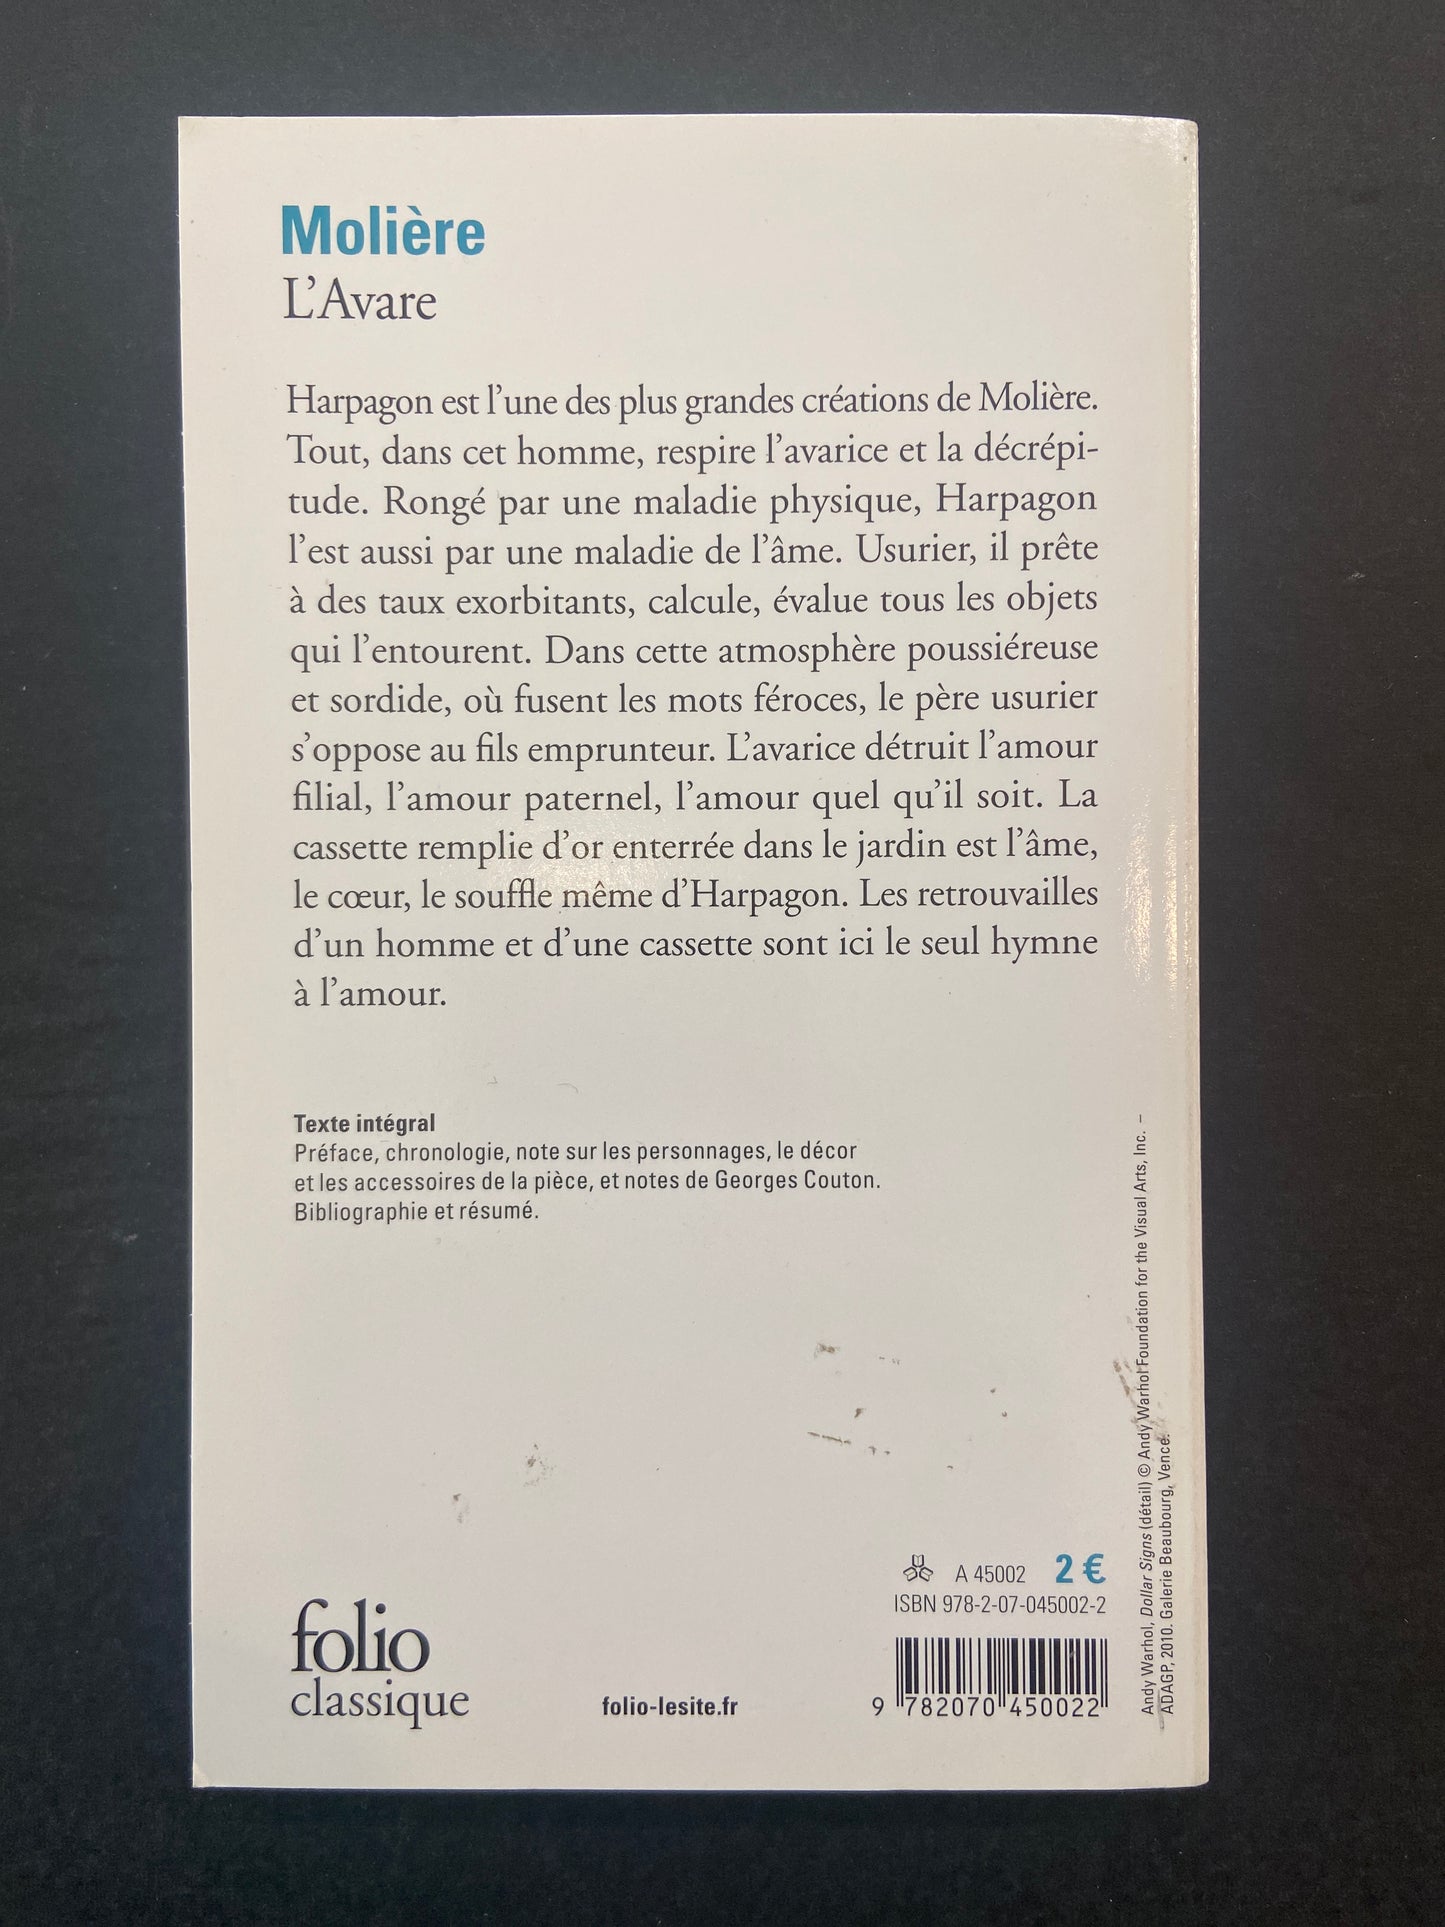 Molière
L'Avare
Harpagon est l'une des plus grandes créations de Molière.
Tout, dans cet homme, respire l'avarice et la décrépi-
tude. Rongé par une maladie physique, Harpagon
l'est aussi par une maladie de l'âme. Usurier, il prête
à des taux exorbitants, calcule, évalue tous les objets
qui l'entourent. Dans cette atmosphère poussiéreuse
et sordide, où fusent les mots féroces, le père usurier
s'oppose au fils emprunteur. L'avarice détruit l'amour
filial, l'amour paternel, l'amour quel qu'il soit. La
cassette remplie d'or enterrée dans le jardin est l'âme,
le cœur, le souffle même d'Harpagon. Les retrouvailles
d'un homme et d'une cassette sont ici le seul hymne
à l'amour.
Texte intégral
Préface, chronologie, note sur les personnages, le décor
et les accessoires de la pièce, et notes de Georges Couton.
Bibliographie et résumé.
folio
classique
folio-lesite.fr
A 45002 2 €
ISBN 978-2-07-045002-2
9 782070 450022
Andy Warhol, Dollar Signs (détail) © Andy Warhol Foundation for the Visual Arts, Inc. –
ADAGP, 2010. Galerie Beaubourg, Vence.